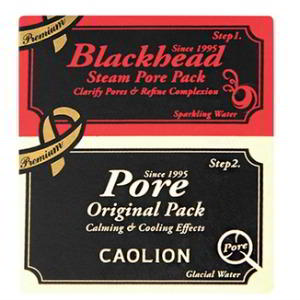 Premium
Step1.
Since 1995
Blackhead
Steam Pore Pack
Clarify Pores & Refine Complexion
Sparkling Water
Premium
Step2.
Since 1995
Pore
Original Pack
Calming & Cooling Effects
CAOLION
Pore
Glacial Water